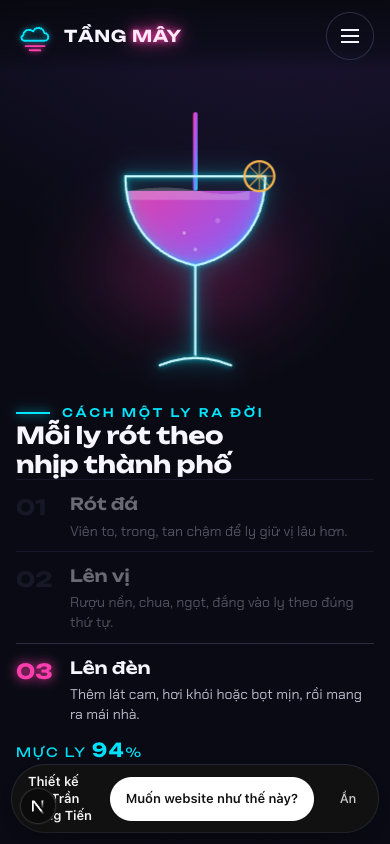 TẦNG MÂY
CÁCH MỘT LY RA ĐỜI
Mỗi ly rót theo
nhịp thành phố
01 Rót đá
Viên to, trong, tan chậm để ly giữ vị lâu hơn.
02 Lên vị
Rượu nền, chua, ngọt, đắng vào ly theo đúng
thứ tự.
03 Lên đèn
Thêm lát cam, hơi khói hoặc bọt mịn, rồi mang
ra mái nhà.
MỰC LY 94%
Thiết kế
Trần
Tiến
Muốn website như thế này?
Ẩn
N